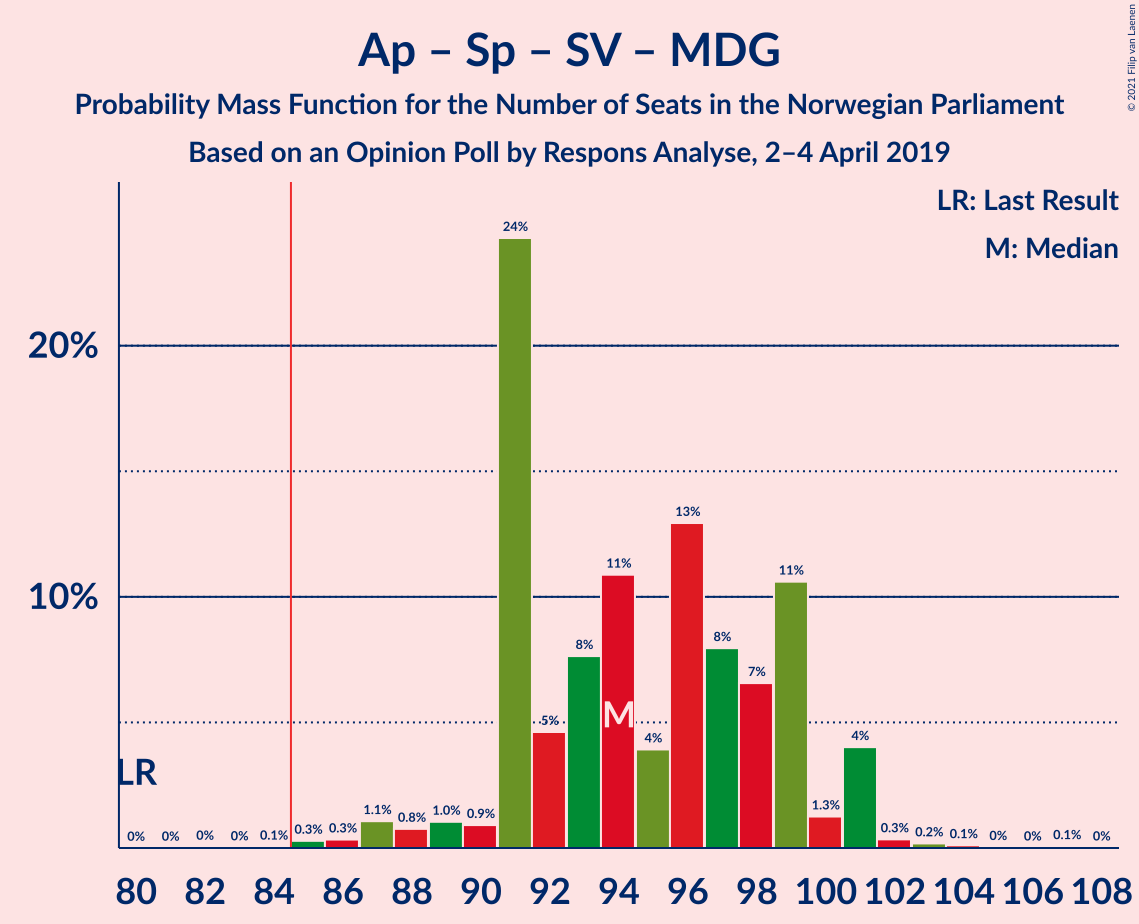 Ap – Sp – SV – MDG
Probability Mass Function for the Number of Seats in the Norwegian Parliament
Based on an Opinion Poll by Respons Analyse, 2–4 April 2019
© 2021 Filip van Laenen
LR: Last Result
M: Median
20%
10%
LR
M
0% 0% 0% 0% 0.1% 0.3% 0.3% 1.1% 0.8% 1.0% 0.9% 24% 5% 8% 11% 4% 13% 8% 7% 11% 1.3% 4% 0.3% 0.2% 0.1% 0% 0% 0.1% 0%
80 82 84 86 88 90 92 94 96 98 100 102 104 106 108